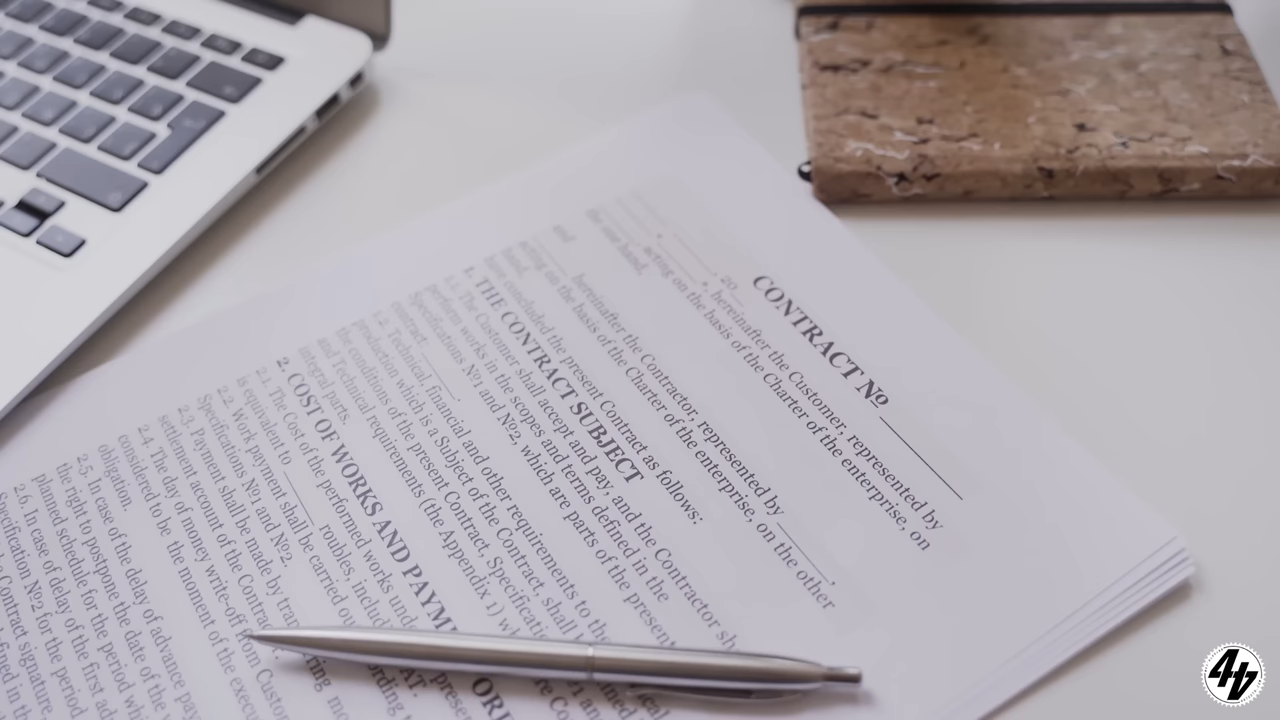 CONTRACT №
, 20
, hereinafter the Customer, represented by
, acting on the basis of the Charter of the enterprise, on
the one hand,
and
hereinafter the Contractor, represented by ,
acting on the basis of the Charter of the enterprise, on the other
hand,
have concluded the present Contract as follows:
1. THE CONTRACT SUBJECT
1.1. The Customer shall accept and pay, and the Contractor sh
perform works in the scopes and terms defined in the
Specifications №1 and №2, which are parts of the present
contract.
1.2. Technical, financial and other requirements to the
production which is a Subject of the Contract, shall
the conditions of the present Contract, Specificatio
and Technical requirements (the Appendix 1) wh
integral parts.
2. COST OF WORKS AND PAYM
2.1. The Cost of the performed works und
is equivalent to roubles, includ
2.2. Work payment shall be carried ou
Specifications №1 and №2.
2.3. Payment shall be made by tran
settlement account of the Contrac
2.4. The day of money write-off from Custo
considered to be the moment of the execu
obligation.
2.5. In case of the delay of advance pay
the right to postpone the date of the
planned schedule for the period
2.6. In case of delay of the first
Specification №2 for the period
Contract signature,